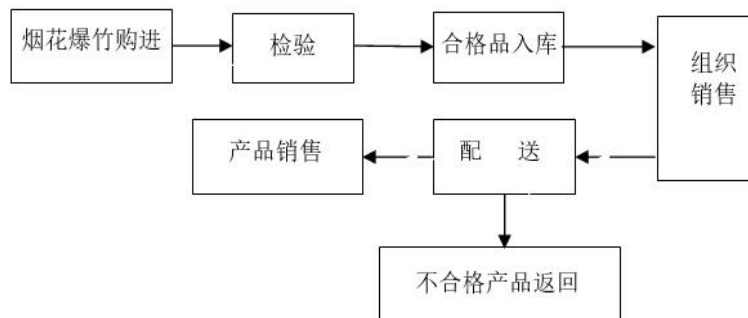 烟花爆竹购进
检验
合格品入库
组织
销售
产品销售
配 送
不合格产品返回